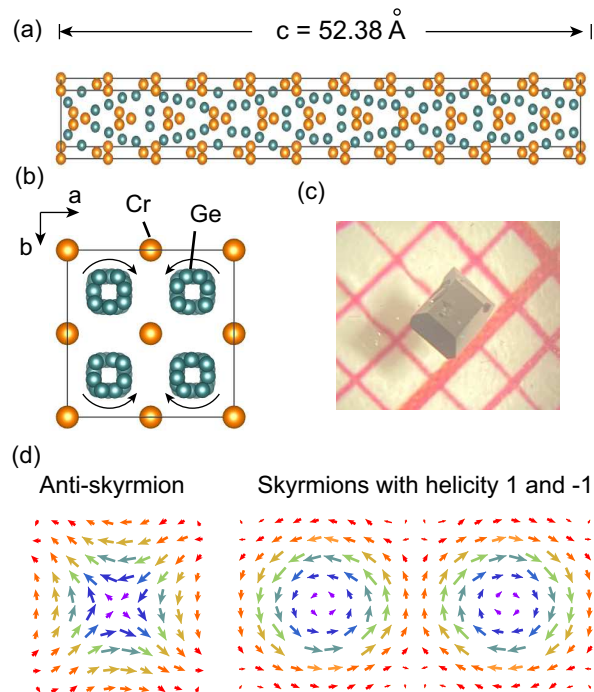 (a)
c = 52.38 Å
(b)
(c)
a
b
Cr
Ge
(d)
Anti-skyrmion
Skyrmions with helicity 1 and -1